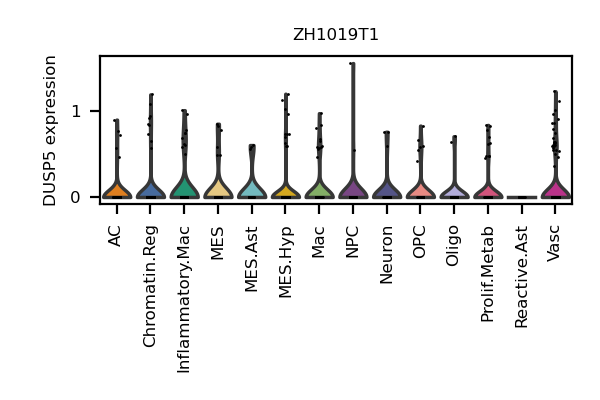 ZH1019T1
DUSP5 expression
1
0
AC
Chromatin.Reg
Inflammatory.Mac
MES
MES.Ast
MES.Hyp
Mac
NPC
Neuron
OPC
Oligo
Prolif.Metab
Reactive.Ast
Vasc